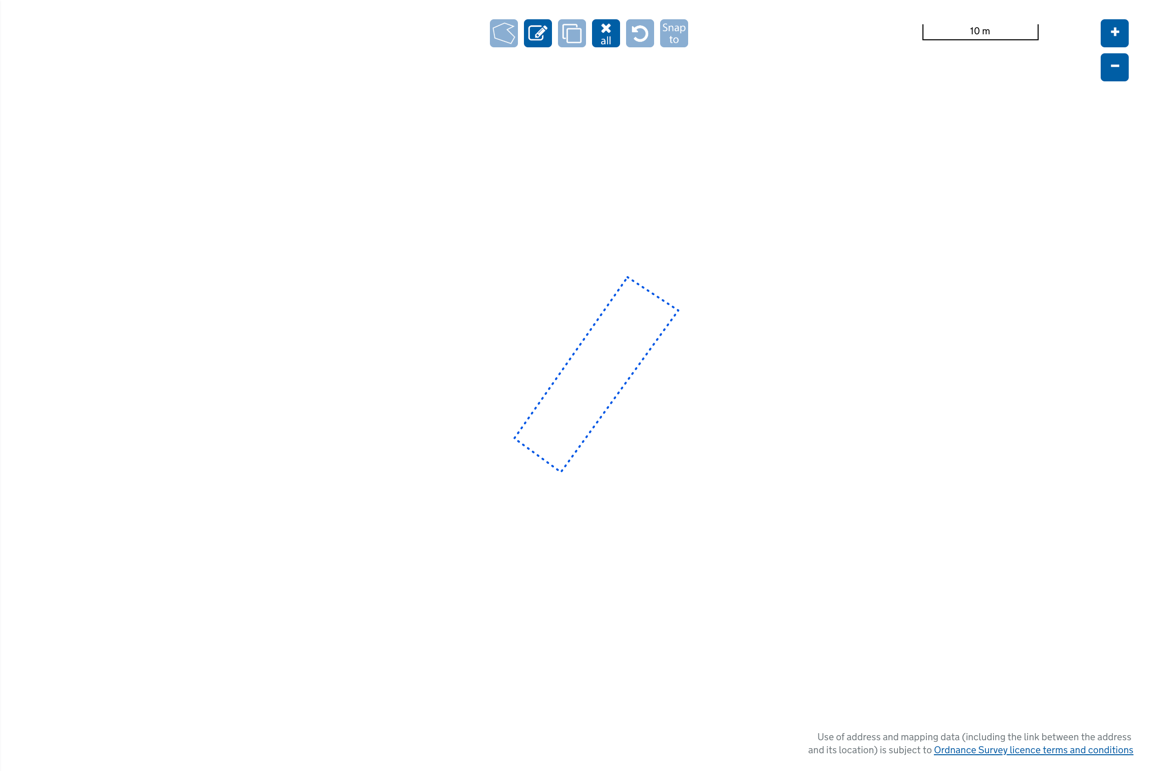 all
Snap
to
10 m
+
−
Use of address and mapping data (including the link between the address
and its location) is subject to Ordnance Survey licence terms and conditions